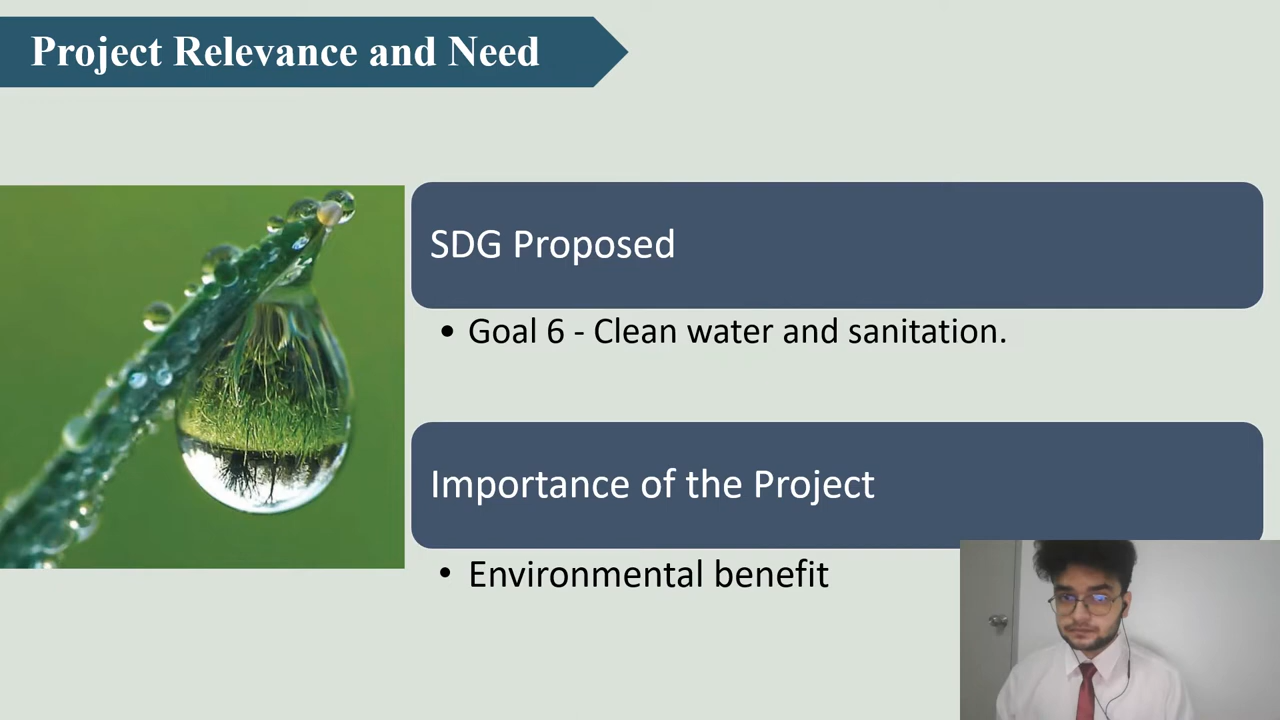 Project Relevance and Need
SDG Proposed
• Goal 6 - Clean water and sanitation.
Importance of the Project
• Environmental benefit